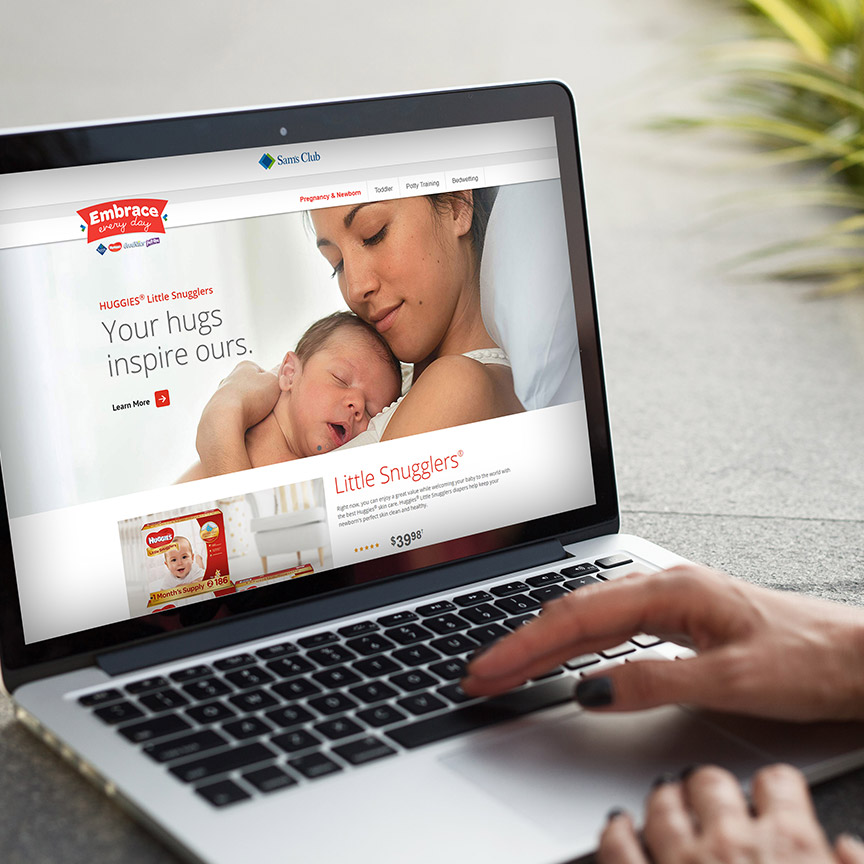 Sam's Club
Pregnancy & Newborn Toddler Potty Training Bedwetting
Embrace
every day
HUGGIES® Little Snugglers
Your hugs
inspire ours.
Learn More
Little Snugglers®
Right now, you can enjoy a great value while welcoming your baby to the world with
the best Huggies® skin care. Huggies® Little Snugglers diapers help keep your
newborn's perfect skin clean and healthy.
$39⁹⁸†
HUGGIES
little snugglers
#1 Month's Supply 2 186